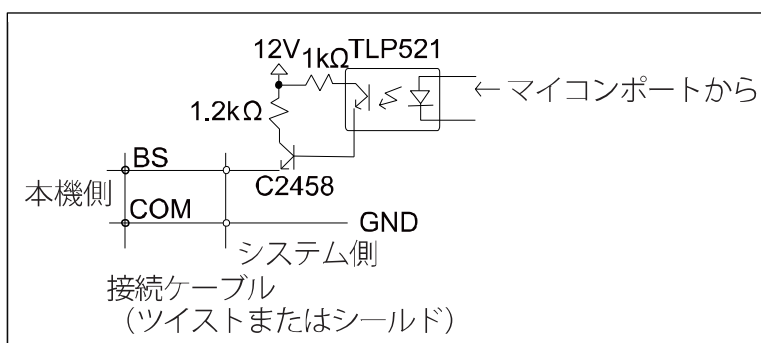 12V 1kΩ TLP521
1.2kΩ
←マイコンポートから
BS
C2458
本機側
COM
GND
システム側
接続ケーブル
（ツイストまたはシールド）